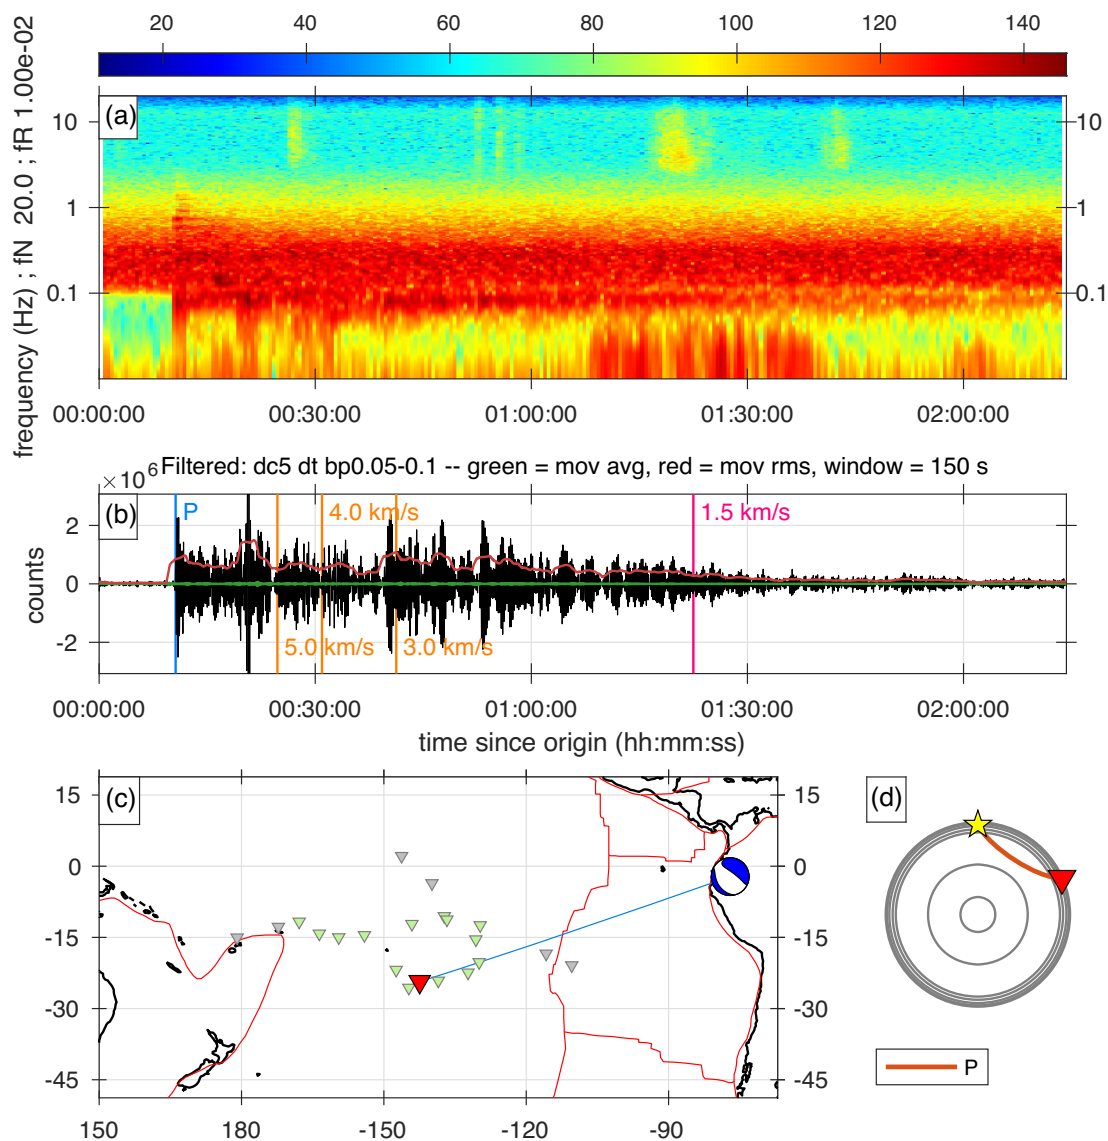 20 40 60 80 100 120 140
(a)
frequency (Hz) ; fN 20.0 ; fR 1.00e-02
10 10
1 1
0.1 0.1
00:00:00 00:30:00 01:00:00 01:30:00 02:00:00
×10^6 Filtered: dc5 dt bp0.05-0.1 -- green = mov avg, red = mov rms, window = 150 s
(b) P 4.0 km/s 1.5 km/s
counts
2
0
-2
5.0 km/s 3.0 km/s
00:00:00 00:30:00 01:00:00 01:30:00 02:00:00
time since origin (hh:mm:ss)
(c) (d)
15 15
0 0
-15 -15
-30 -30
-45 -45
150 180 -150 -120 -90
P